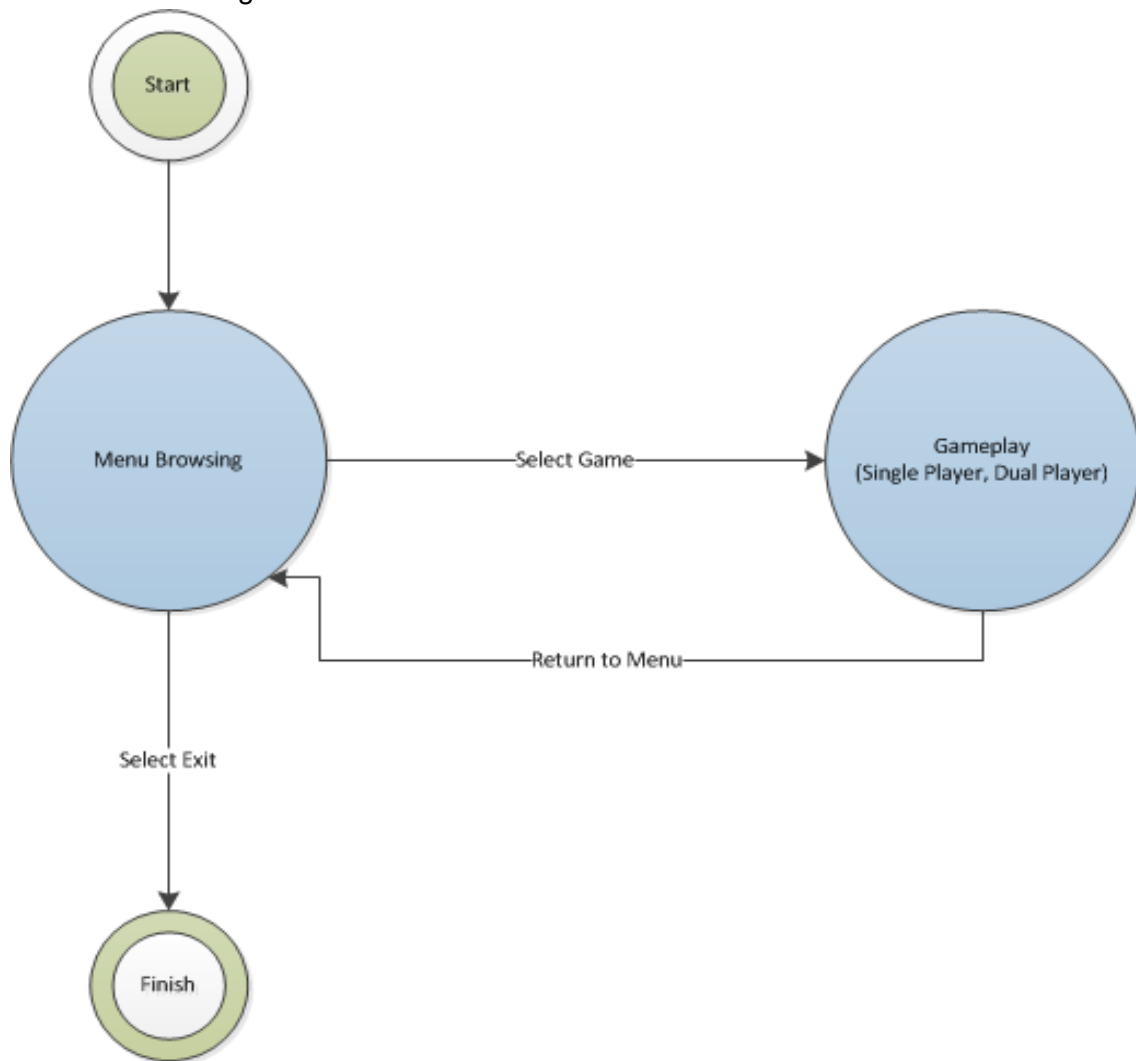 Start
Menu Browsing
Select Game
Gameplay
(Single Player, Dual Player)
Return to Menu
Select Exit
Finish